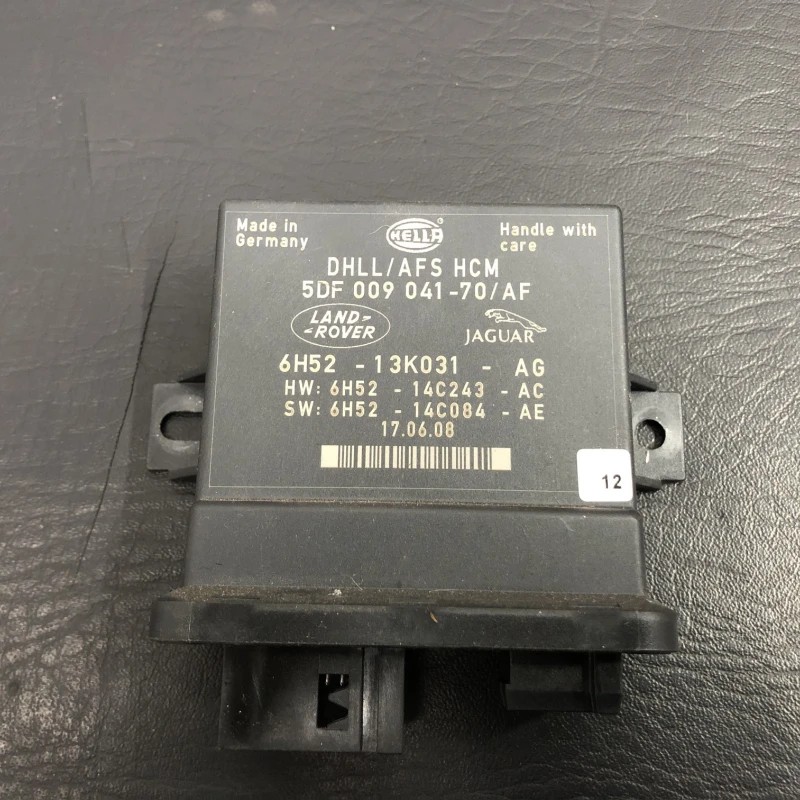 Made in
Germany
HELLA
Handle with
care
DHLL/AFS HCM
5DF 009 041-70/AF
LAND-
-ROVER
JAGUAR
6H52 - 13K031 - AG
HW: 6H52 - 14C243 - AC
SW: 6H52 - 14C084 - AE
17.06.08
12